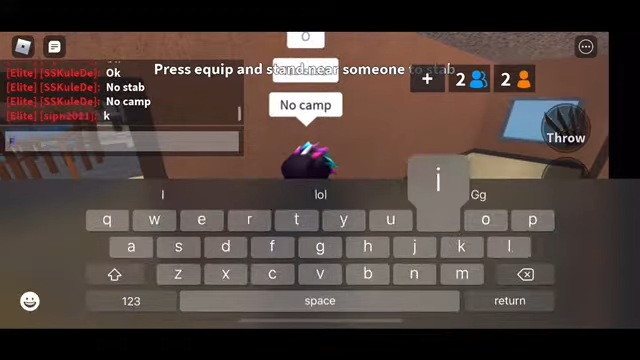 O
[Elite] [SSKuleDe]: Ok
[Elite] [SSKuleDe]: No stab
[Elite] [SSKuleDe]: No camp
[Elite] [sipn2011]: k
Press equip and stand near someone to stab
+ 2 2
No camp
Throw
F
I lol Gg
i
q w e r t y u o p
a s d f g h j k l
z x c v b n m
123 space return